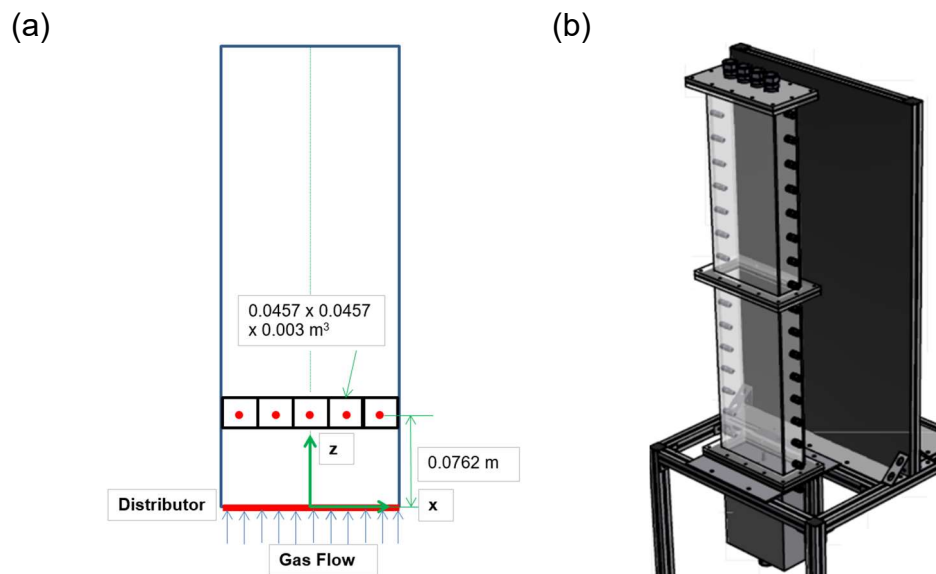 (a)
(b)
0.0457 x 0.0457
x 0.003 m³
z
0.0762 m
Distributor
x
Gas Flow